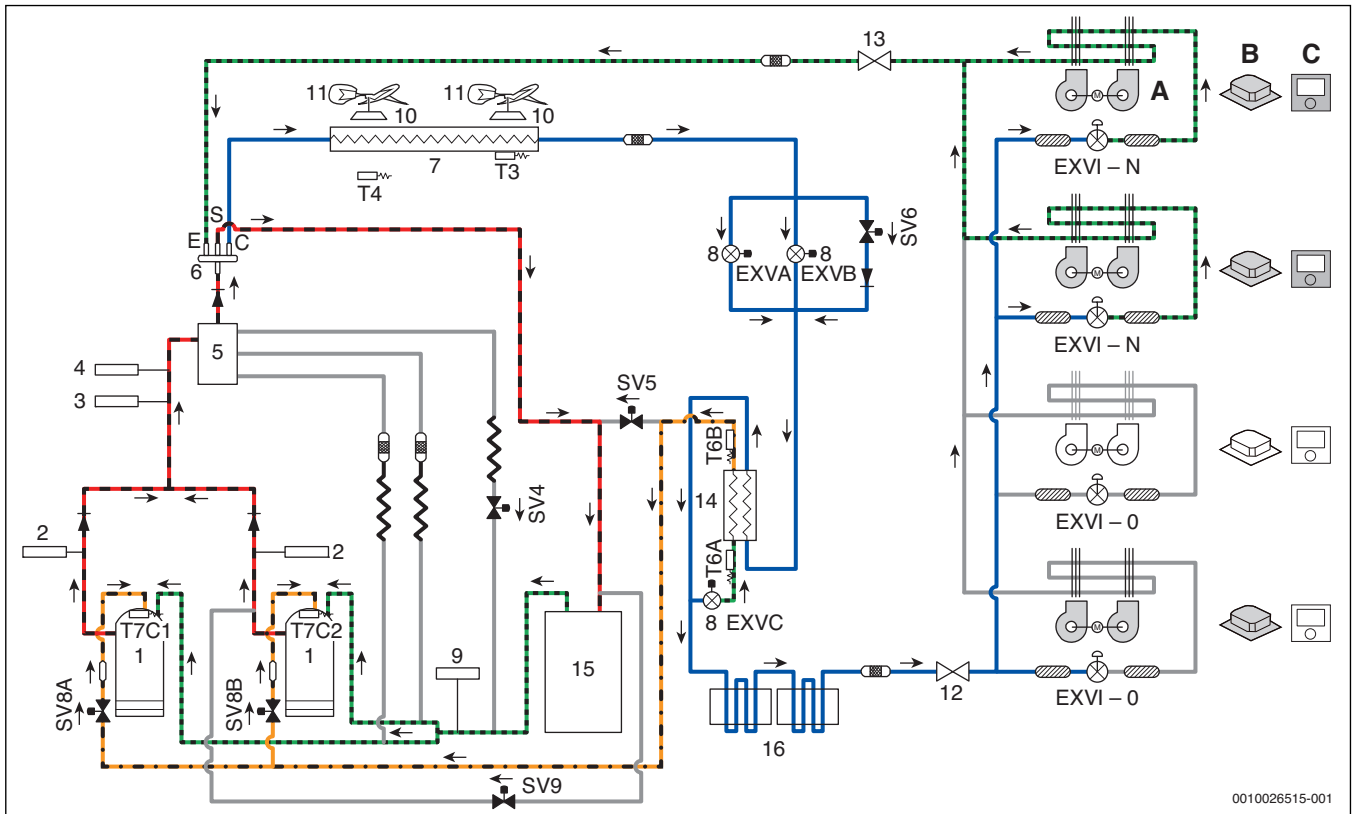 13
B C
A
11 11
10 10
EXVI – N
7 T3
T4
S
E C
6
SV6
8 8
EXVA EXVB
EXVI – N
5
4
3
SV5
T6B
SV4
14
EXVI – 0
2 2
T6A
T7C1 T7C2
1 1
8 EXVC
9
15
SV8A SV8B
12
EXVI – 0
16
SV9
M
M
M
M
0010026515-001